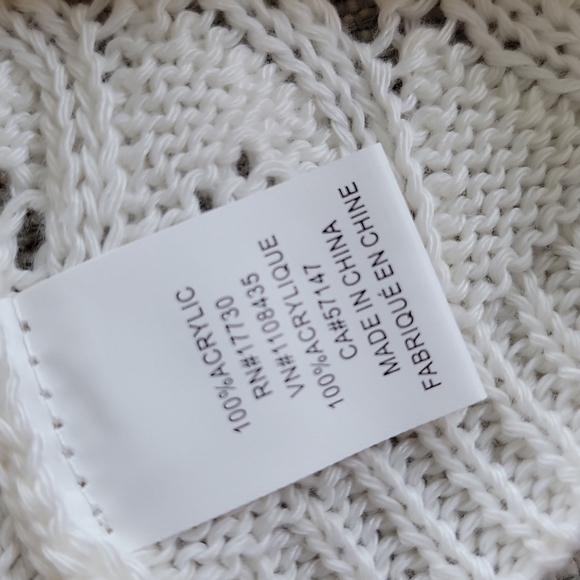 100%ACRYLIC
RN#17730
VN#1108435
100%ACRYLIQUE
CA#57147
MADE IN CHINA
FABRIQUÉ EN CHINE